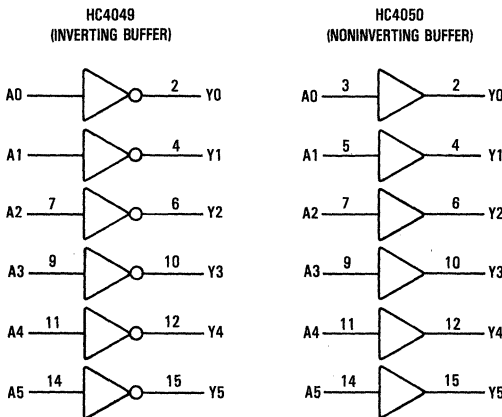 HC4049
(INVERTING BUFFER)
A0 2 Y0
A1 4 Y1
A2 7 6 Y2
A3 9 10 Y3
A4 11 12 Y4
A5 14 15 Y5
HC4050
(NONINVERTING BUFFER)
A0 3 2 Y0
A1 5 4 Y1
A2 7 6 Y2
A3 9 10 Y3
A4 11 12 Y4
A5 14 15 Y5